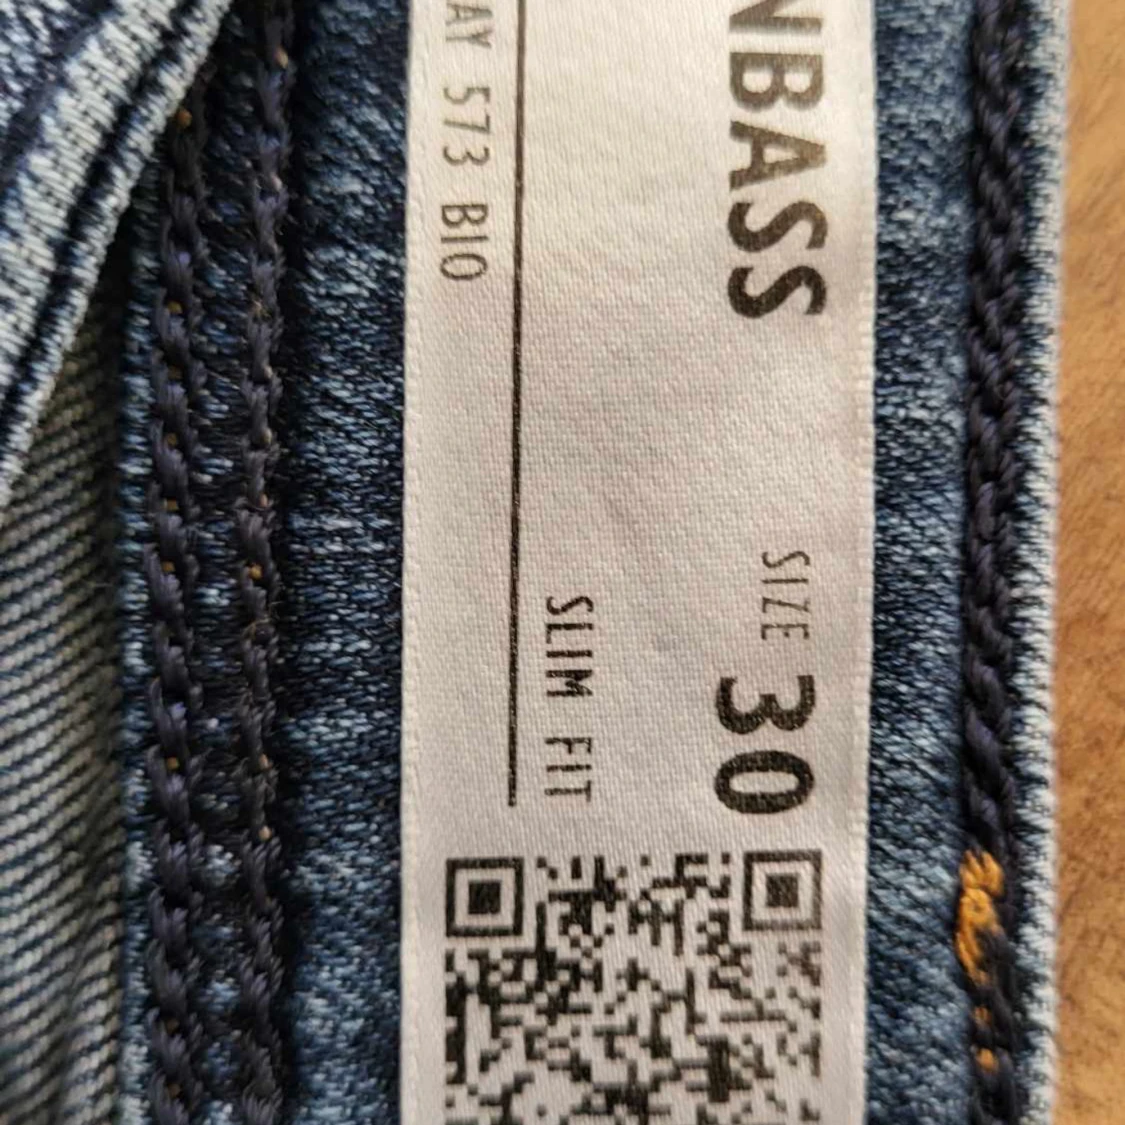 NBASS
SIZE 30
SLIM FIT
AY 573 BIO